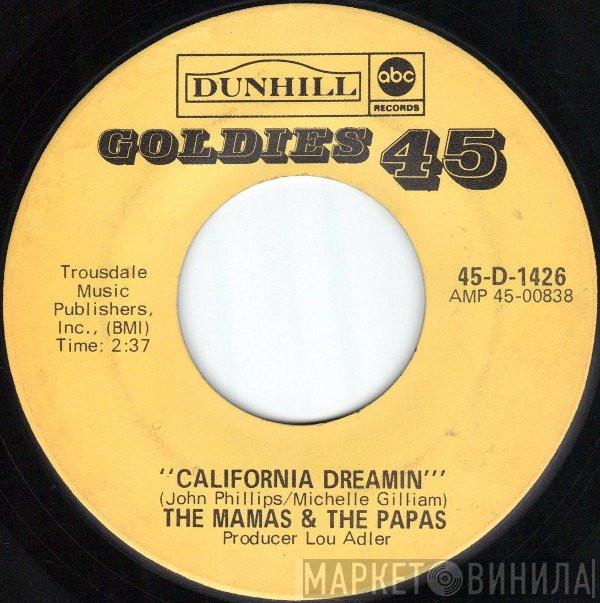 DUNHILL
abc
RECORDS
GOLDIES 45
Trousdale
Music
Publishers,
Inc., (BMI)
Time: 2:37
45-D-1426
AMP 45-00838
"CALIFORNIA DREAMIN'"
(John Phillips/Michelle Gilliam)
THE MAMAS & THE PAPAS
Producer Lou Adler
МАРКЕТ ВИНИЛА